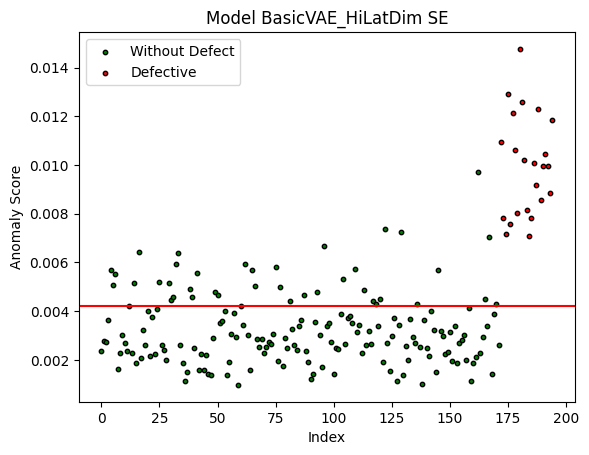 Model BasicVAE_HiLatDim SE
Without Defect
Defective
Anomaly Score
0.014
0.012
0.010
0.008
0.006
0.004
0.002
0 25 50 75 100 125 150 175 200
Index